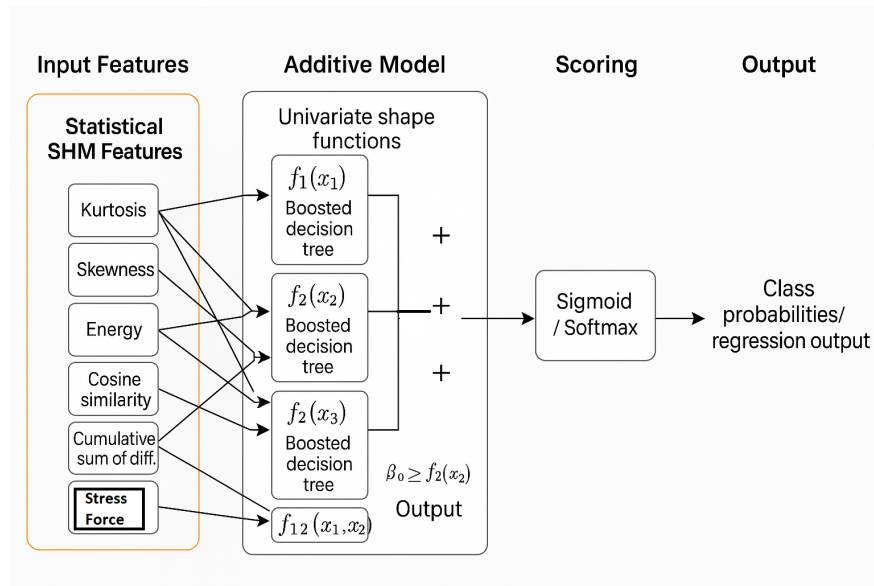 Input Features
Additive Model
Scoring
Output
Statistical
SHM Features
Kurtosis
Skewness
Energy
Cosine
similarity
Cumulative
sum of diff.
Stress
Force
Univariate shape
functions
f₁(x₁)
Boosted
decision
tree
f₂(x₂)
Boosted
decision
tree
f₂(x₃)
Boosted
decision
tree
f₁₂(x₁,x₂)
+
+
+
β₀ ≥ f₂(x₂)
Output
Sigmoid
/ Softmax
Class
probabilities/
regression output